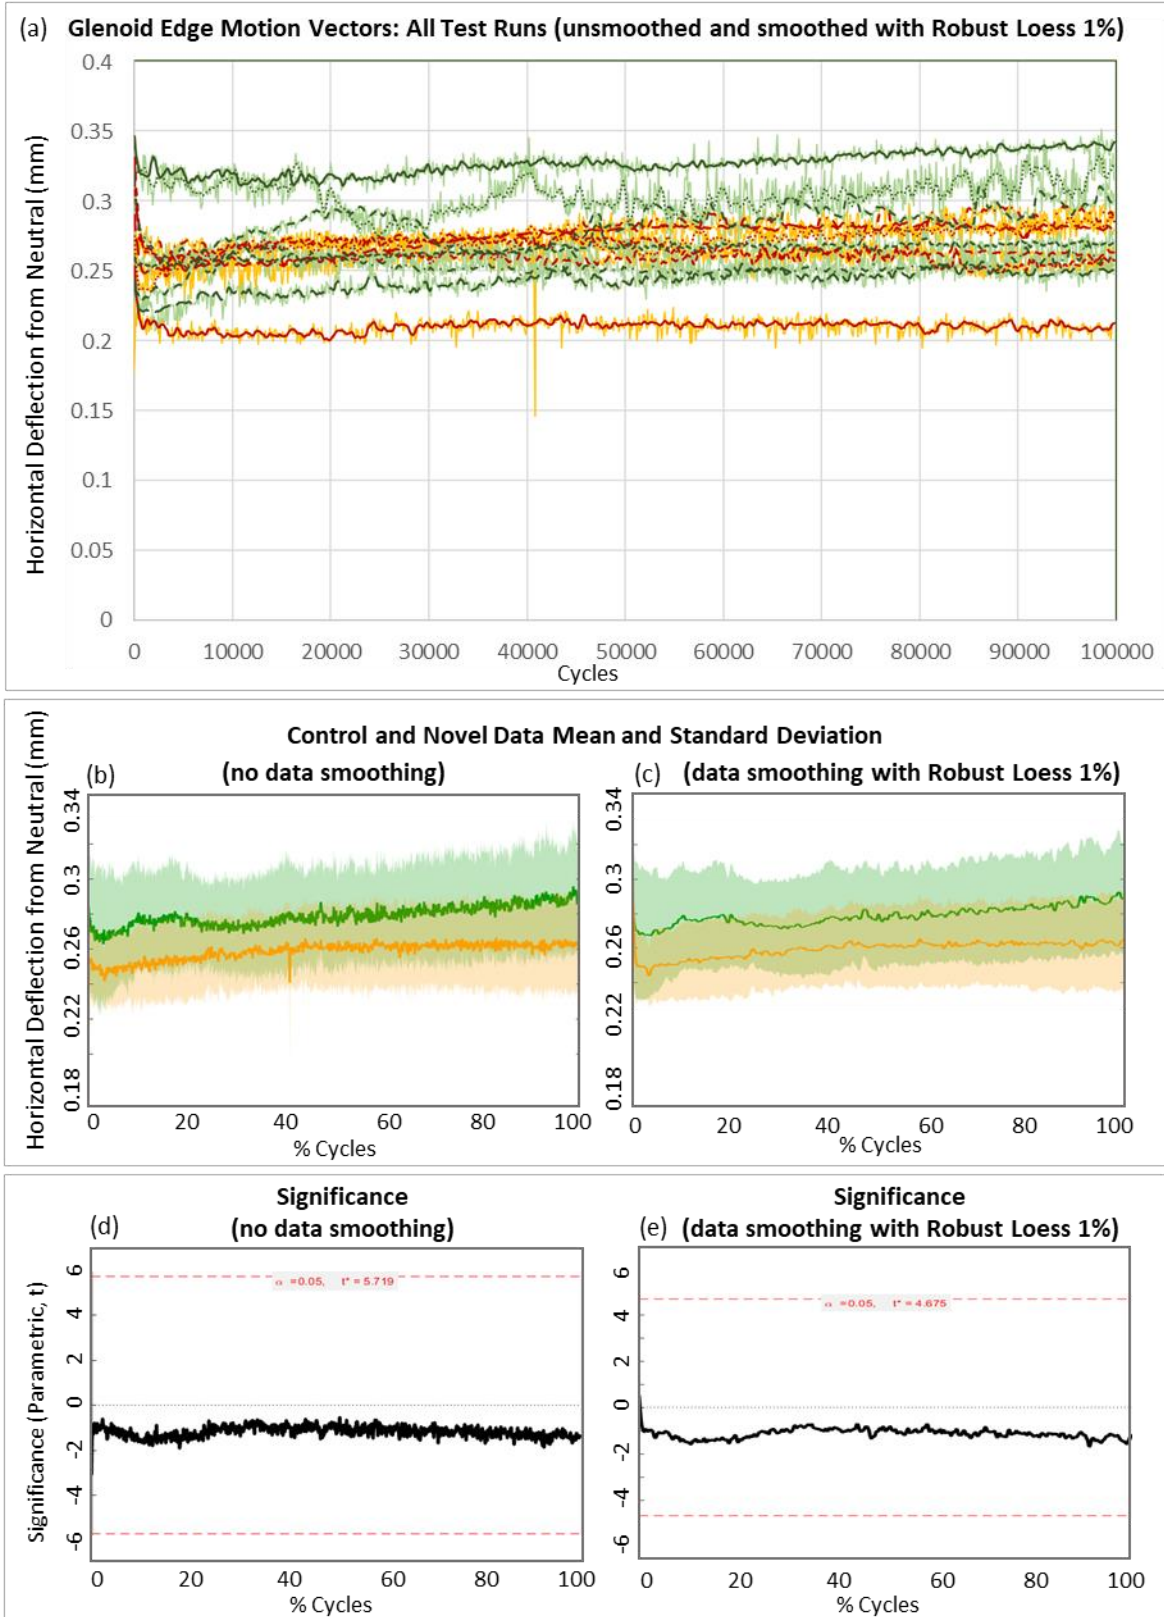 (a) Glenoid Edge Motion Vectors: All Test Runs (unsmoothed and smoothed with Robust Loess 1%)
Horizontal Deflection from Neutral (mm)
0.4
0.35
0.3
0.25
0.2
0.15
0.1
0.05
0
0 10000 20000 30000 40000 50000 60000 70000 80000 90000 100000
Cycles
Control and Novel Data Mean and Standard Deviation
(b) (no data smoothing)
Horizontal Deflection from Neutral (mm)
0.34
0.3
0.26
0.22
0.18
0 20 40 60 80 100
% Cycles
(c) (data smoothing with Robust Loess 1%)
0.34
0.3
0.26
0.22
0.18
0 20 40 60 80 100
% Cycles
Significance
(d) (no data smoothing)
Significance (Parametric, t)
6
4
2
0
-2
-4
-6
α =0.05, t* = 5.719
0 20 40 60 80 100
% Cycles
Significance
(e) (data smoothing with Robust Loess 1%)
6
4
2
0
-2
-4
-6
α =0.05, t* = 4.675
0 20 40 60 80 100
% Cycles